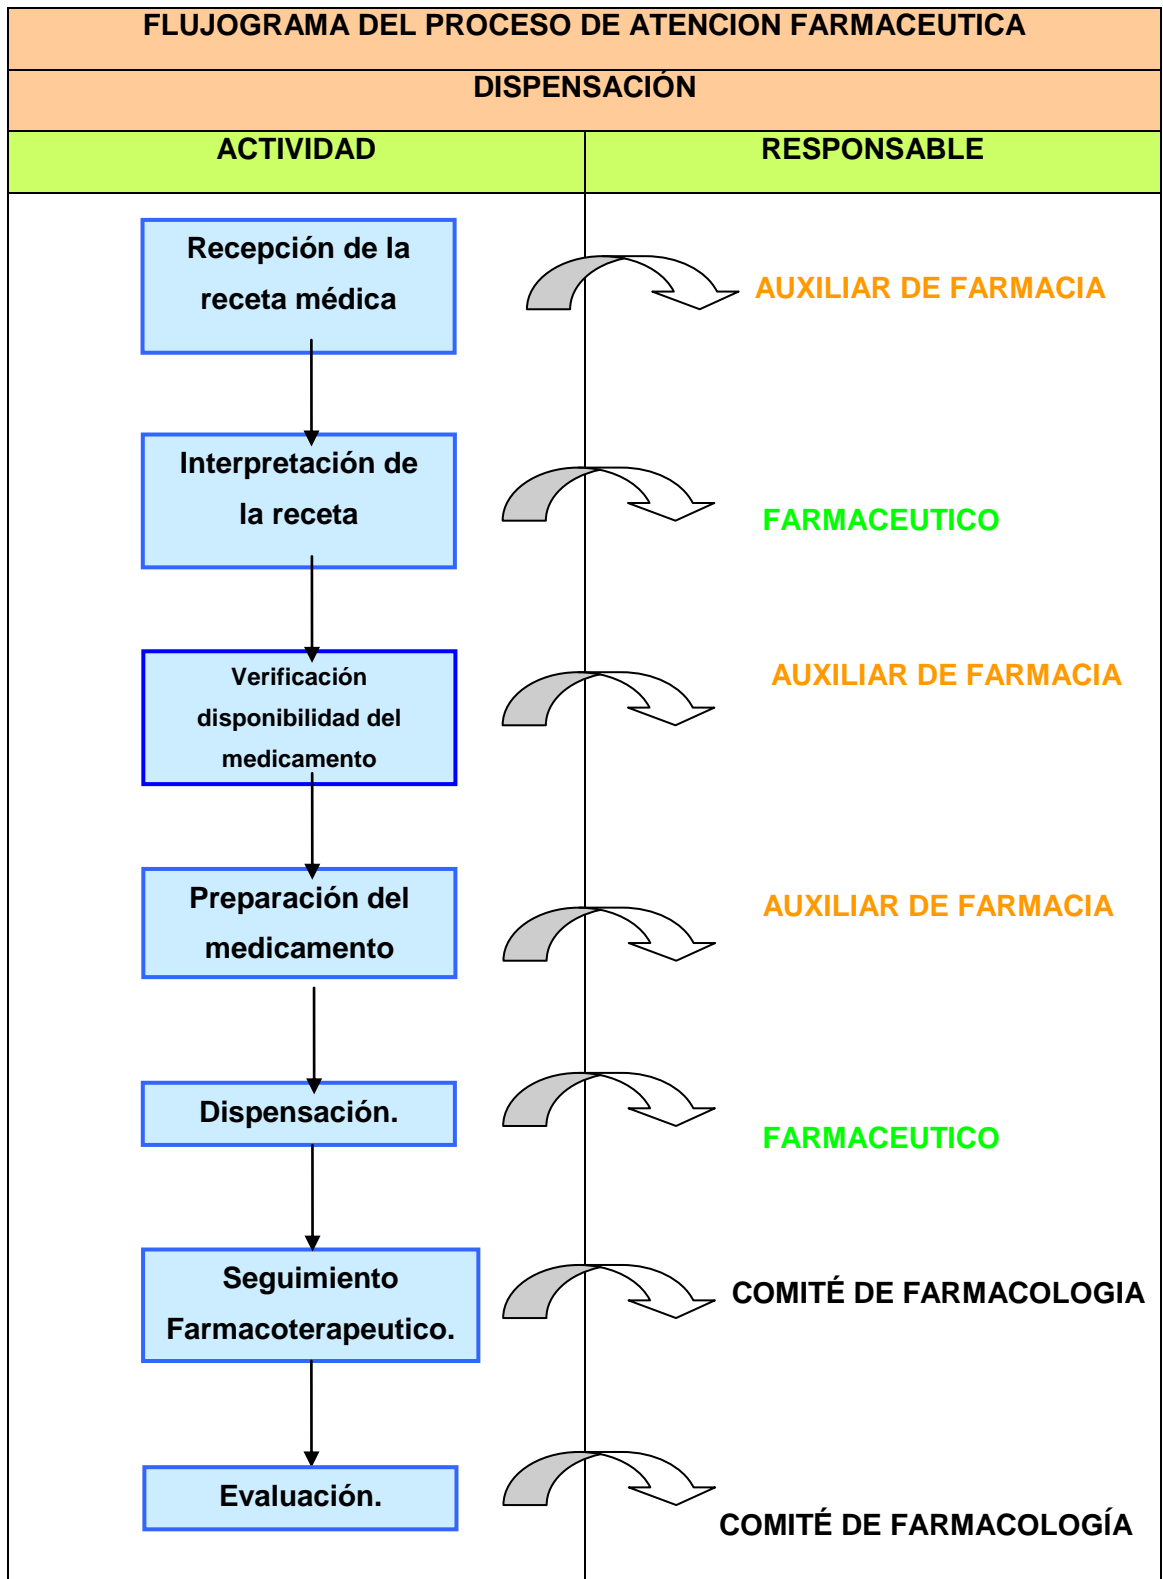 FLUJOGRAMA DEL PROCESO DE ATENCION FARMACEUTICA
DISPENSACIÓN
ACTIVIDAD
RESPONSABLE
Recepción de la
receta médica
AUXILIAR DE FARMACIA
Interpretación de
la receta
FARMACEUTICO
Verificación
disponibilidad del
medicamento
AUXILIAR DE FARMACIA
Preparación del
medicamento
AUXILIAR DE FARMACIA
Dispensación.
FARMACEUTICO
Seguimiento
Farmacoterapeutico.
COMITÉ DE FARMACOLOGIA
Evaluación.
COMITÉ DE FARMACOLOGÍA